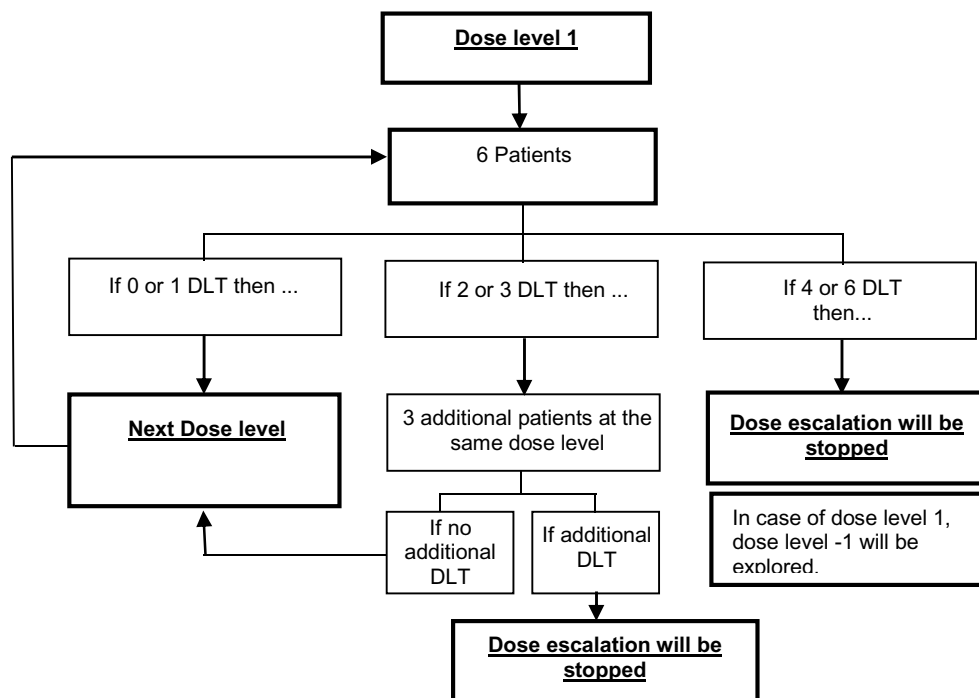 Dose level 1
6 Patients
If 0 or 1 DLT then ...
If 2 or 3 DLT then ...
If 4 or 6 DLT
then...
Next Dose level
3 additional patients at the
same dose level
Dose escalation will be
stopped
In case of dose level 1,
dose level -1 will be
explored.
If no
additional
DLT
If additional
DLT
Dose escalation will be
stopped